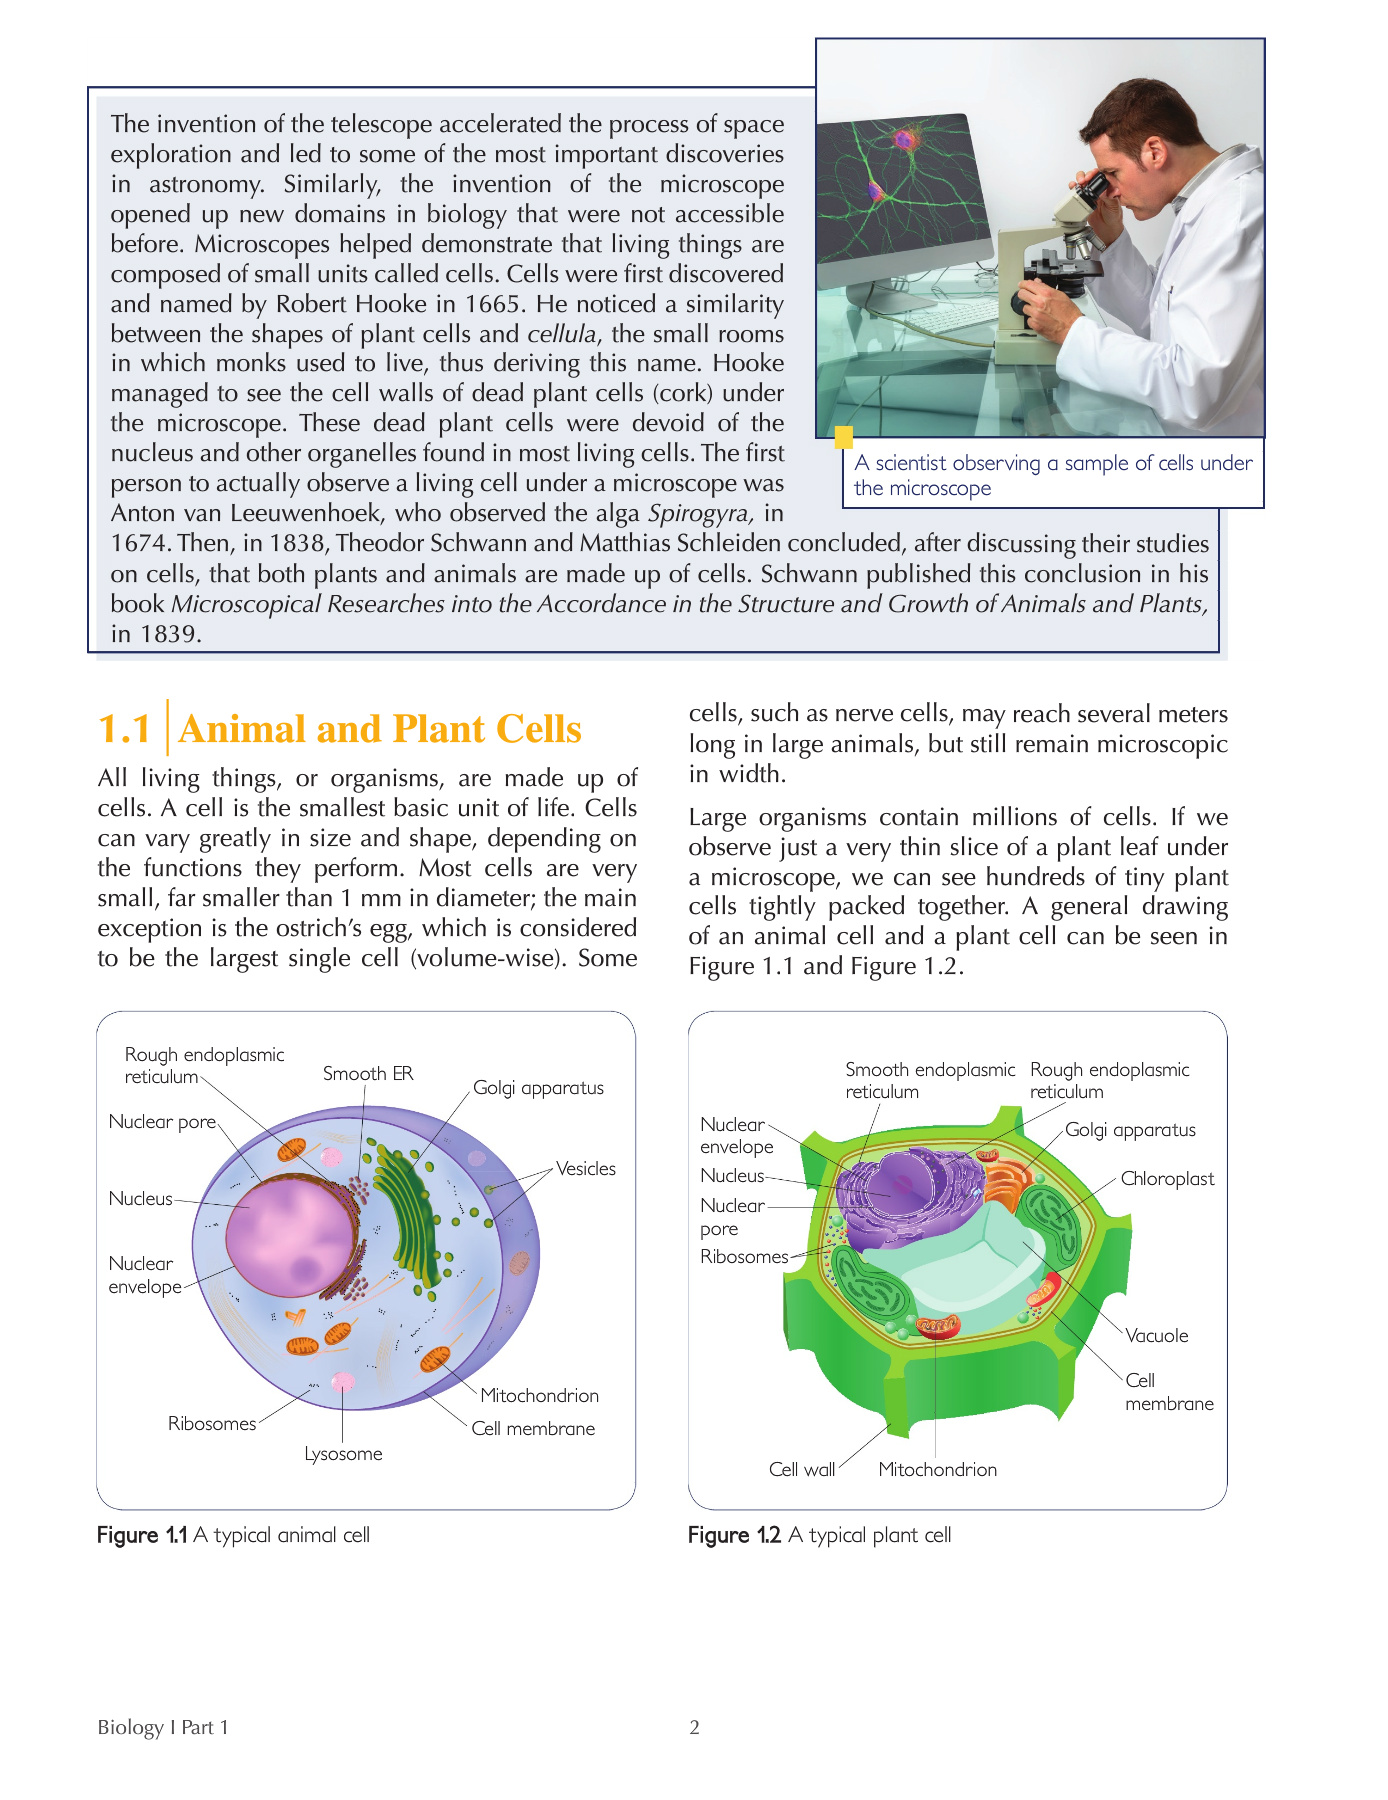 The invention of the telescope accelerated the process of space
exploration and led to some of the most important discoveries
in astronomy. Similarly, the invention of the microscope
opened up new domains in biology that were not accessible
before. Microscopes helped demonstrate that living things are
composed of small units called cells. Cells were first discovered
and named by Robert Hooke in 1665. He noticed a similarity
between the shapes of plant cells and cellula, the small rooms
in which monks used to live, thus deriving this name. Hooke
managed to see the cell walls of dead plant cells (cork) under
the microscope. These dead plant cells were devoid of the
nucleus and other organelles found in most living cells. The first
person to actually observe a living cell under a microscope was
Anton van Leeuwenhoek, who observed the alga Spirogyra, in
1674. Then, in 1838, Theodor Schwann and Matthias Schleiden concluded, after discussing their studies
on cells, that both plants and animals are made up of cells. Schwann published this conclusion in his
book Microscopical Researches into the Accordance in the Structure and Growth of Animals and Plants,
in 1839.
A scientist observing a sample of cells under
the microscope
1.1 Animal and Plant Cells
All living things, or organisms, are made up of
cells. A cell is the smallest basic unit of life. Cells
can vary greatly in size and shape, depending on
the functions they perform. Most cells are very
small, far smaller than 1 mm in diameter; the main
exception is the ostrich's egg, which is considered
to be the largest single cell (volume-wise). Some
cells, such as nerve cells, may reach several meters
long in large animals, but still remain microscopic
in width.
Large organisms contain millions of cells. If we
observe just a very thin slice of a plant leaf under
a microscope, we can see hundreds of tiny plant
cells tightly packed together. A general drawing
of an animal cell and a plant cell can be seen in
Figure 1.1 and Figure 1.2.
Rough endoplasmic
reticulum
Smooth ER
Golgi apparatus
Nuclear pore
Vesicles
Nucleus
Nuclear
envelope
Mitochondrion
Ribosomes
Cell membrane
Lysosome
Figure 1.1 A typical animal cell
Smooth endoplasmic
reticulum
Rough endoplasmic
reticulum
Nuclear
envelope
Golgi apparatus
Nucleus
Chloroplast
Nuclear
pore
Ribosomes
Vacuole
Cell
membrane
Cell wall
Mitochondrion
Figure 1.2 A typical plant cell
Biology I Part 1
2